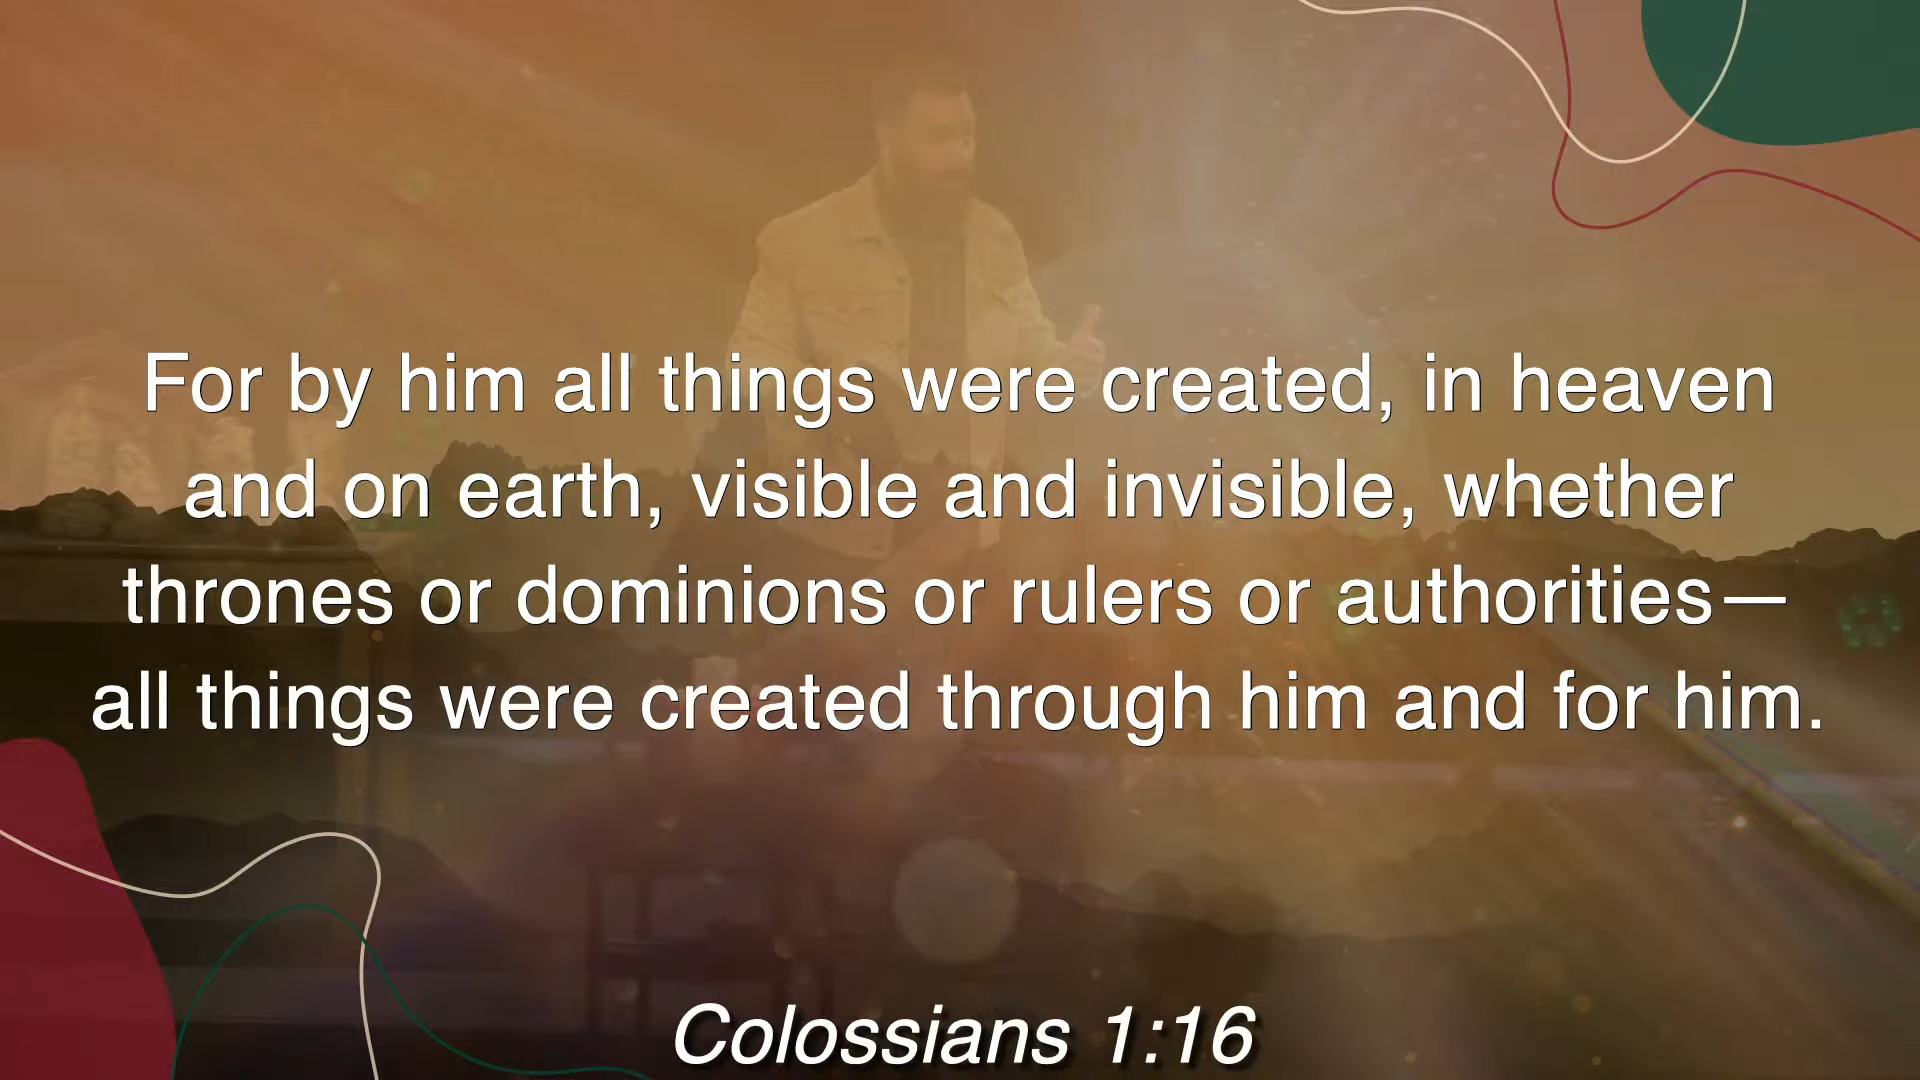 For by him all things were created, in heaven
and on earth, visible and invisible, whether
thrones or dominions or rulers or authorities—
all things were created through him and for him.
Colossians 1:16